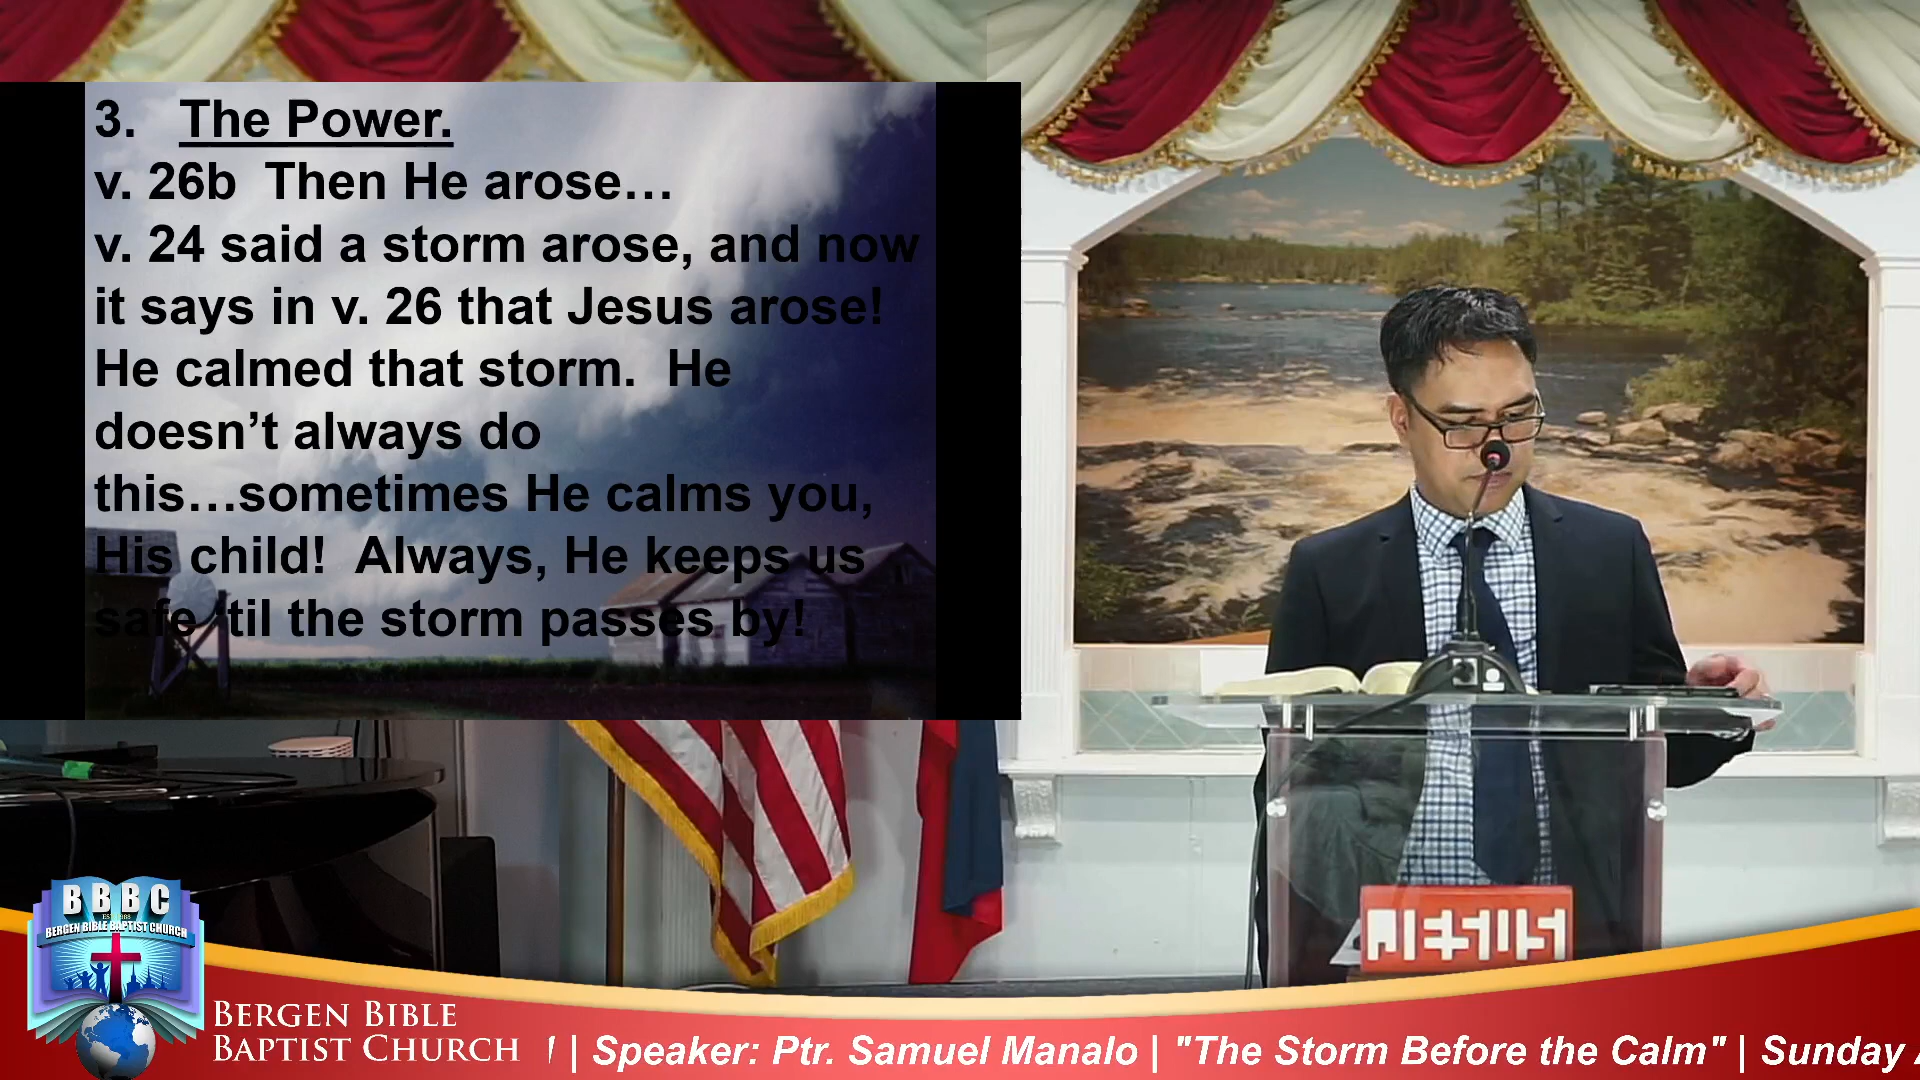 3. The Power.
v. 26b Then He arose…
v. 24 said a storm arose, and now
it says in v. 26 that Jesus arose!
He calmed that storm. He
doesn’t always do
this…sometimes He calms you,
His child! Always, He keeps us
safe ‘til the storm passes by!
BBBC
BERGEN BIBLE BAPTIST CHURCH
BERGEN BIBLE
BAPTIST CHURCH
| Speaker: Ptr. Samuel Manalo | "The Storm Before the Calm" | Sunday